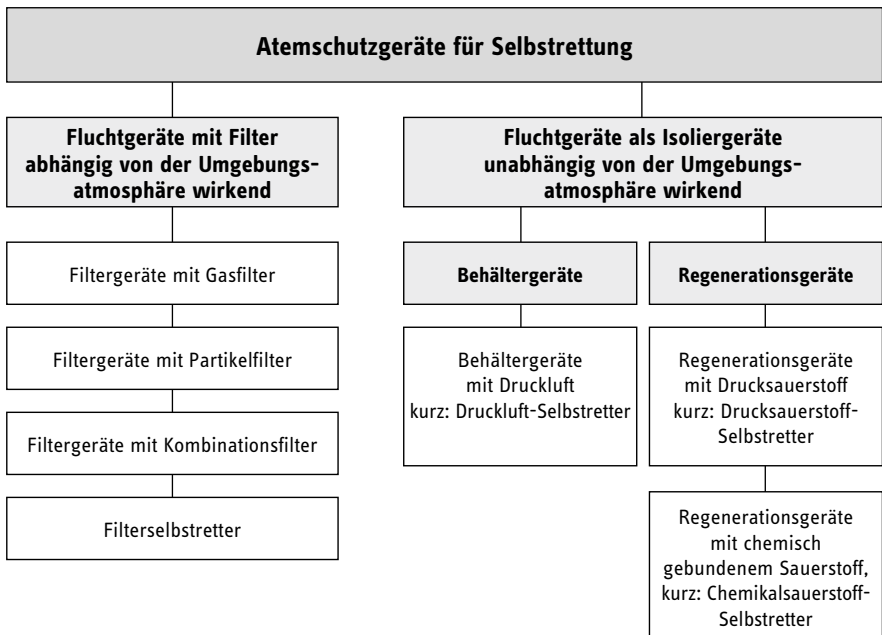 Atemschutzgeräte für Selbstrettung
Fluchtgeräte mit Filter
abhängig von der Umgebungs-
atmosphäre wirkend
Filtergeräte mit Gasfilter
Filtergeräte mit Partikelfilter
Filtergeräte mit Kombinationsfilter
Filterselbstretter
Fluchtgeräte als Isoliergeräte
unabhängig von der Umgebungs-
atmosphäre wirkend
Behältergeräte
Behältergeräte
mit Druckluft
kurz: Druckluft-Selbstretter
Regenerationsgeräte
Regenerationsgeräte
mit Drucksauerstoff
kurz: Drucksauerstoff-
Selbstretter
Regenerationsgeräte
mit chemisch
gebundenem Sauerstoff,
kurz: Chemikalsauerstoff-
Selbstretter